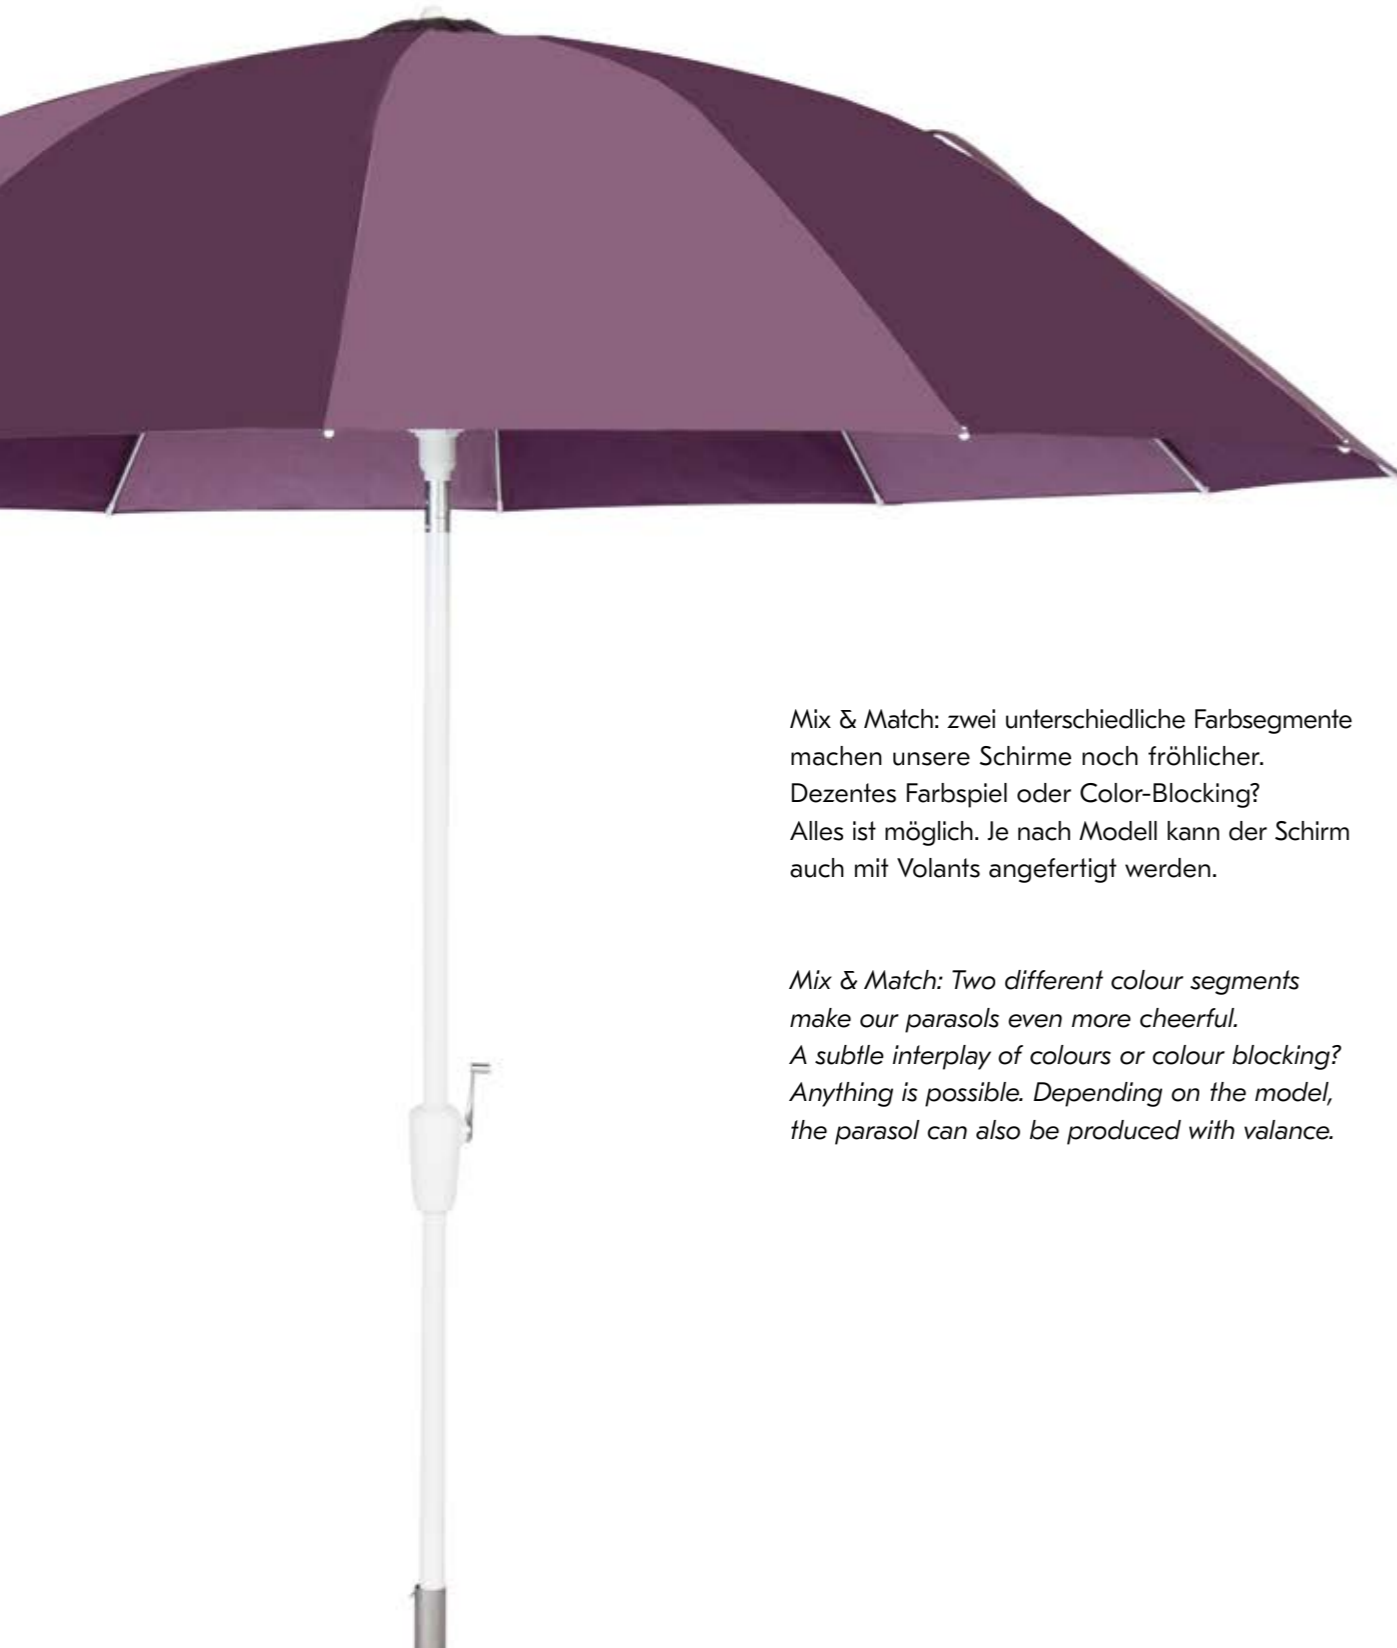 Mix & Match: zwei unterschiedliche Farbsegmente
machen unsere Schirme noch fröhlicher.
Dezentes Farbspiel oder Color-Blocking?
Alles ist möglich. Je nach Modell kann der Schirm
auch mit Volants angefertigt werden.
Mix & Match: Two different colour segments
make our parasols even more cheerful.
A subtle interplay of colours or colour blocking?
Anything is possible. Depending on the model,
the parasol can also be produced with valance.